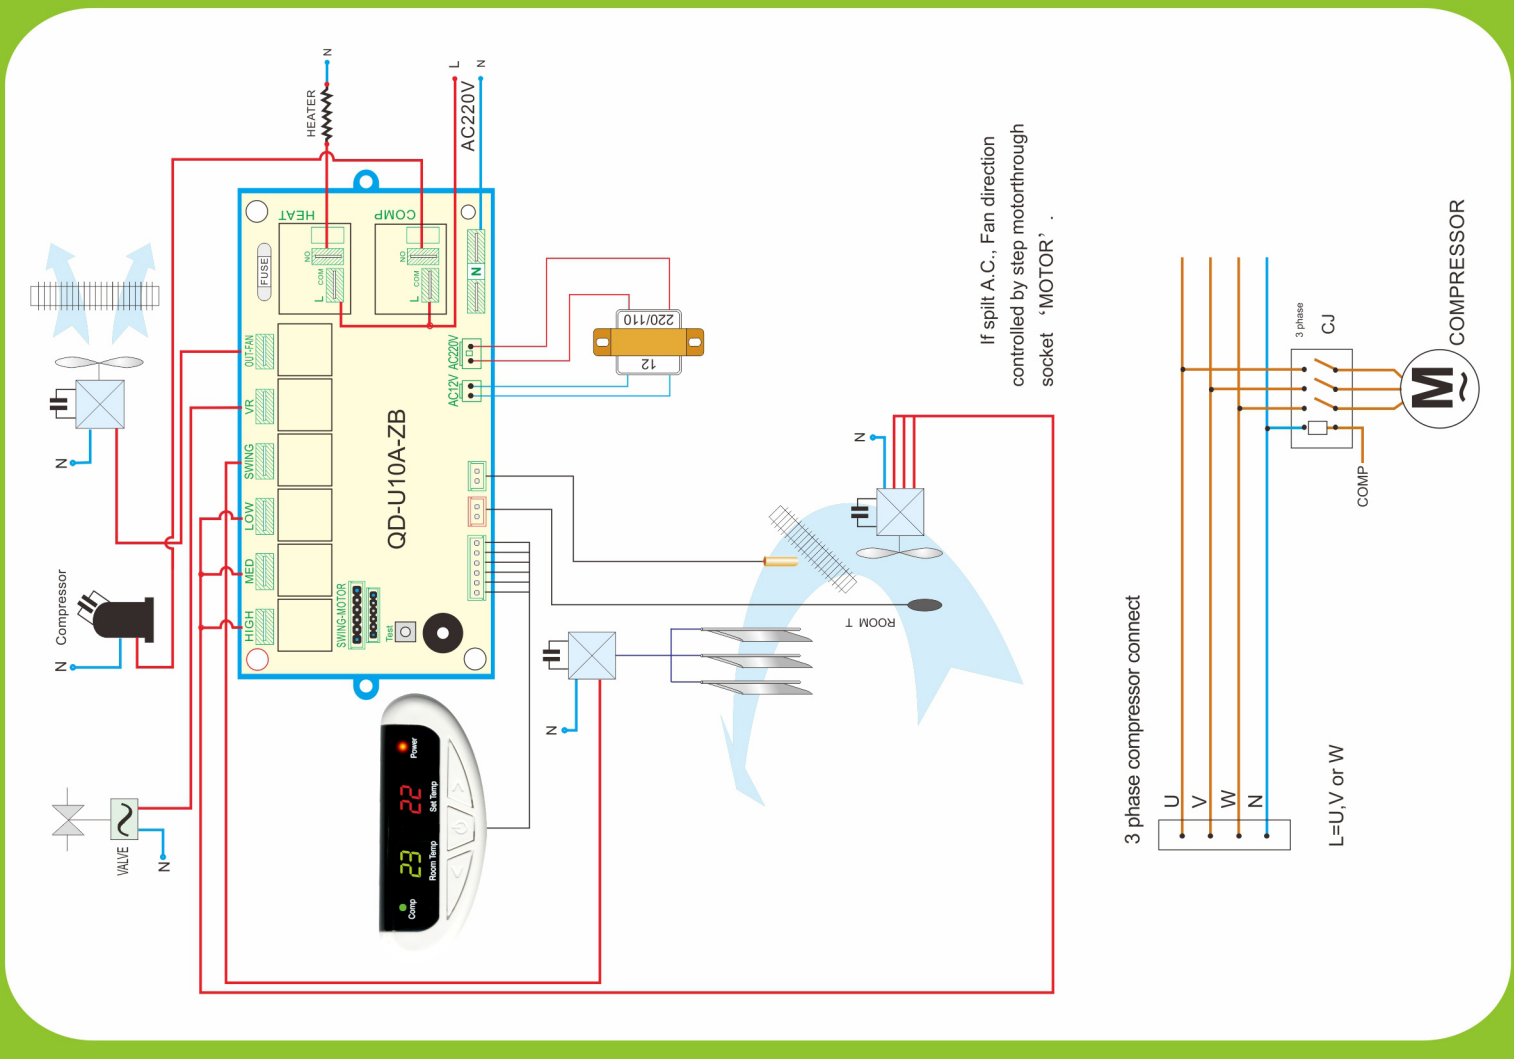 N
HEATER
L
N
AC220V
HEAT
COMP
FUSE
NO
COM
L
NO
COM
L
N
OUT-FAN
VR
SWING
LOW
MED
HIGH
AC220V
AC12V
QD-U10A-ZB
SWING-MOTOR
Test
220/110
12
N
Compressor
N
VALVE
N
Power
22
Set Temp
23
Room Temp
Comp
N
N
ROOM T
If spilt A.C., Fan direction
controlled by step motorthrough
socket ‘MOTOR’ .
3 phase compressor connect
U
V
W
N
L=U,V or W
3 phase
CJ
COMP
M
~
COMPRESSOR